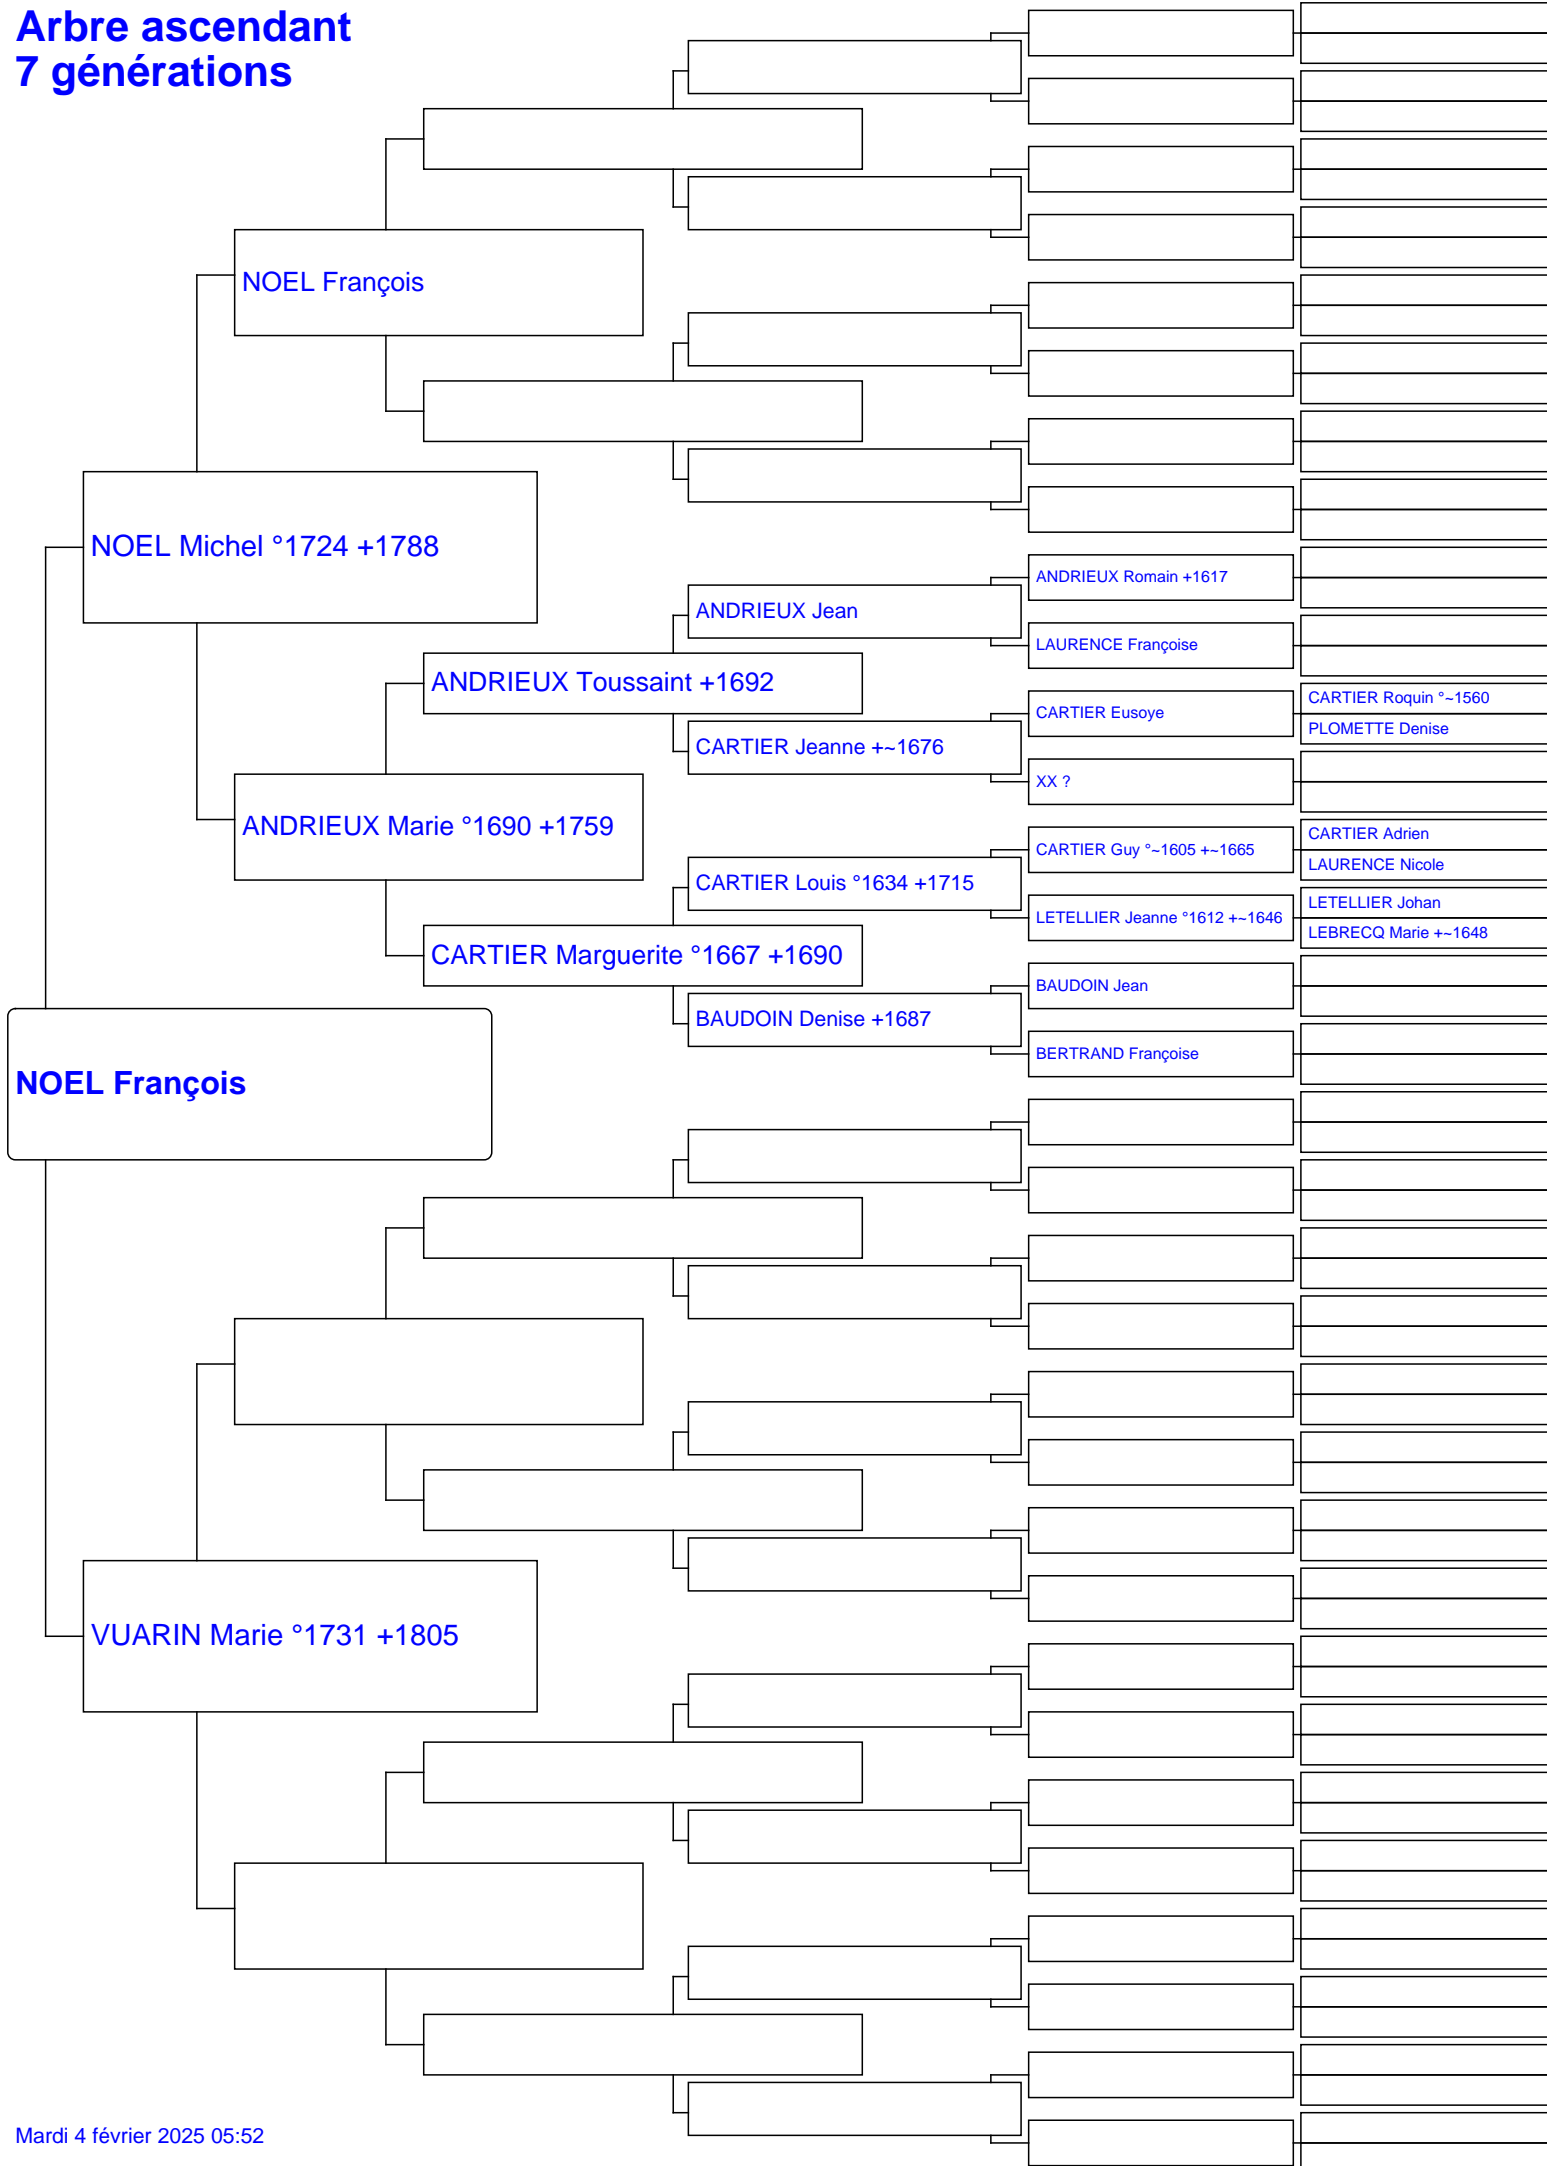 Arbre ascendant
7 générations
NOEL François
NOEL Michel °1724 +1788
ANDRIEUX Romain +1617
ANDRIEUX Jean
LAURENCE Françoise
ANDRIEUX Toussaint +1692
CARTIER Roquin °~1560
CARTIER Eusoye
PLOMETTE Denise
CARTIER Jeanne +~1676
XX ?
ANDRIEUX Marie °1690 +1759
CARTIER Adrien
CARTIER Guy °~1605 +~1665
LAURENCE Nicole
CARTIER Louis °1634 +1715
LETELLIER Johan
LETELLIER Jeanne °1612 +~1646
LEBRECQ Marie +~1648
CARTIER Marguerite °1667 +1690
BAUDOIN Jean
BAUDOIN Denise +1687
BERTRAND Françoise
NOEL François
VUARIN Marie °1731 +1805
Mardi 4 février 2025 05:52